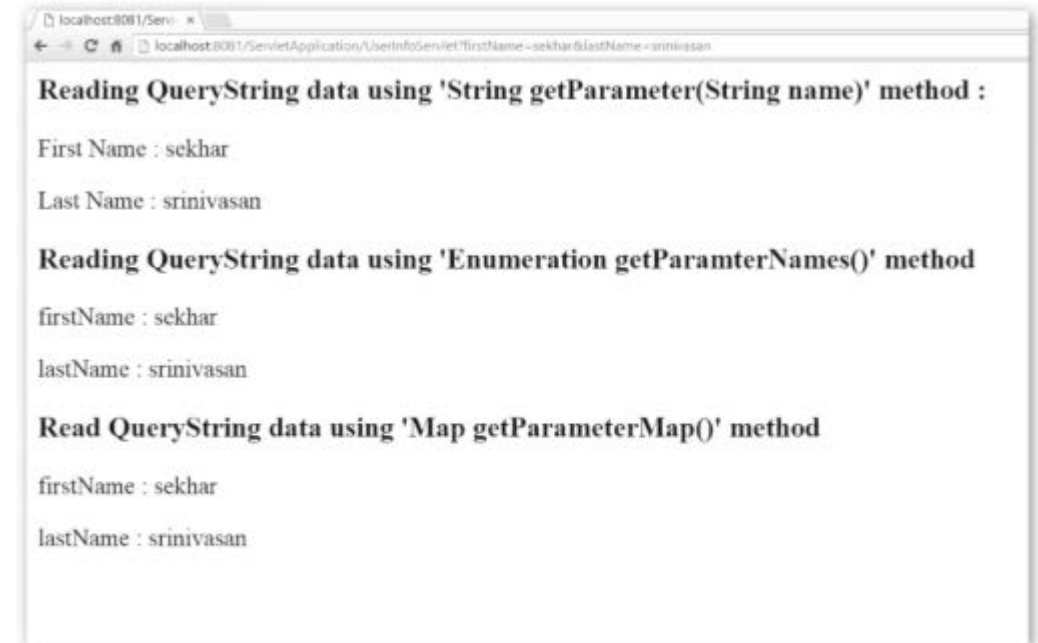 localhost:8081/Serv
localhost:8081/ServletApplication/UserInfoServlet?firstName=sekhar&lastName=srinivasan
Reading QueryString data using 'String getParameter(String name)' method :
First Name : sekhar
Last Name : srinivasan
Reading QueryString data using 'Enumeration getParamterNames()' method
firstName : sekhar
lastName : srinivasan
Read QueryString data using 'Map getParameterMap()' method
firstName : sekhar
lastName : srinivasan